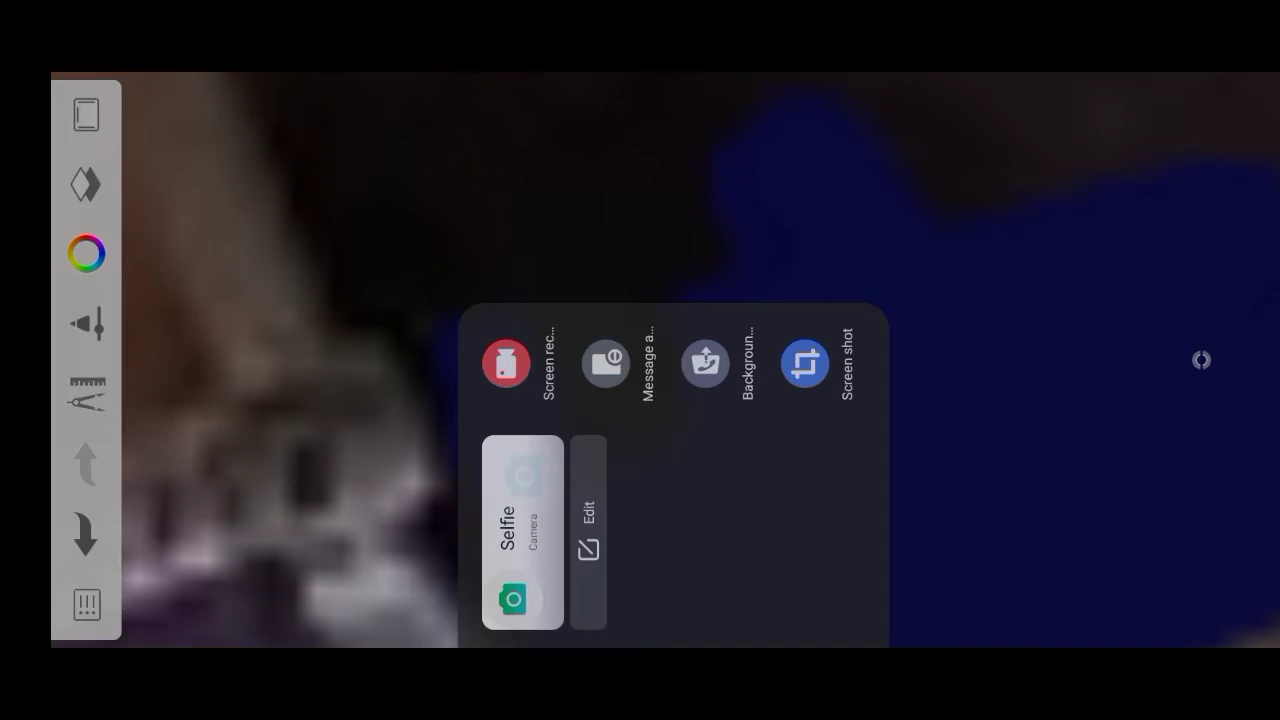 Screen rec...
Message a...
Backgroun...
Screen shot
Selfie
Camera
Edit